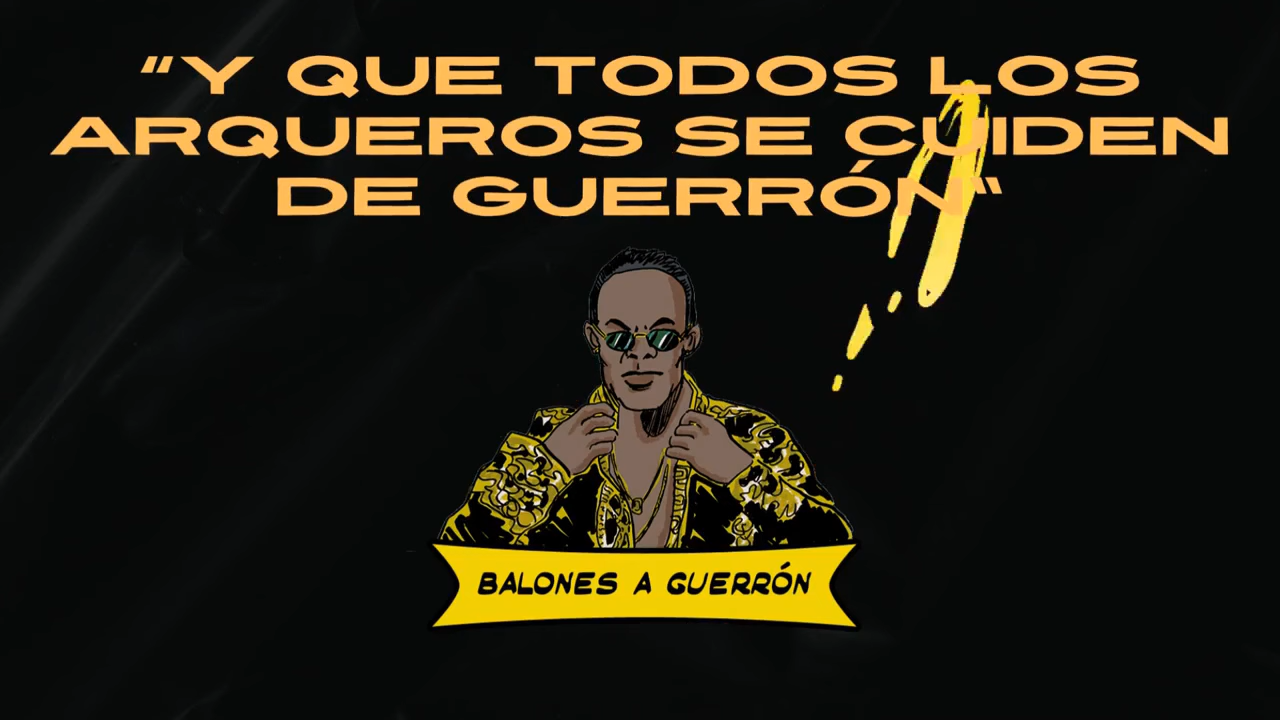 “Y QUE TODOS LOS
ARQUEROS SE CUIDEN
DE GUERRÓN“
BALONES A GUERRÓN